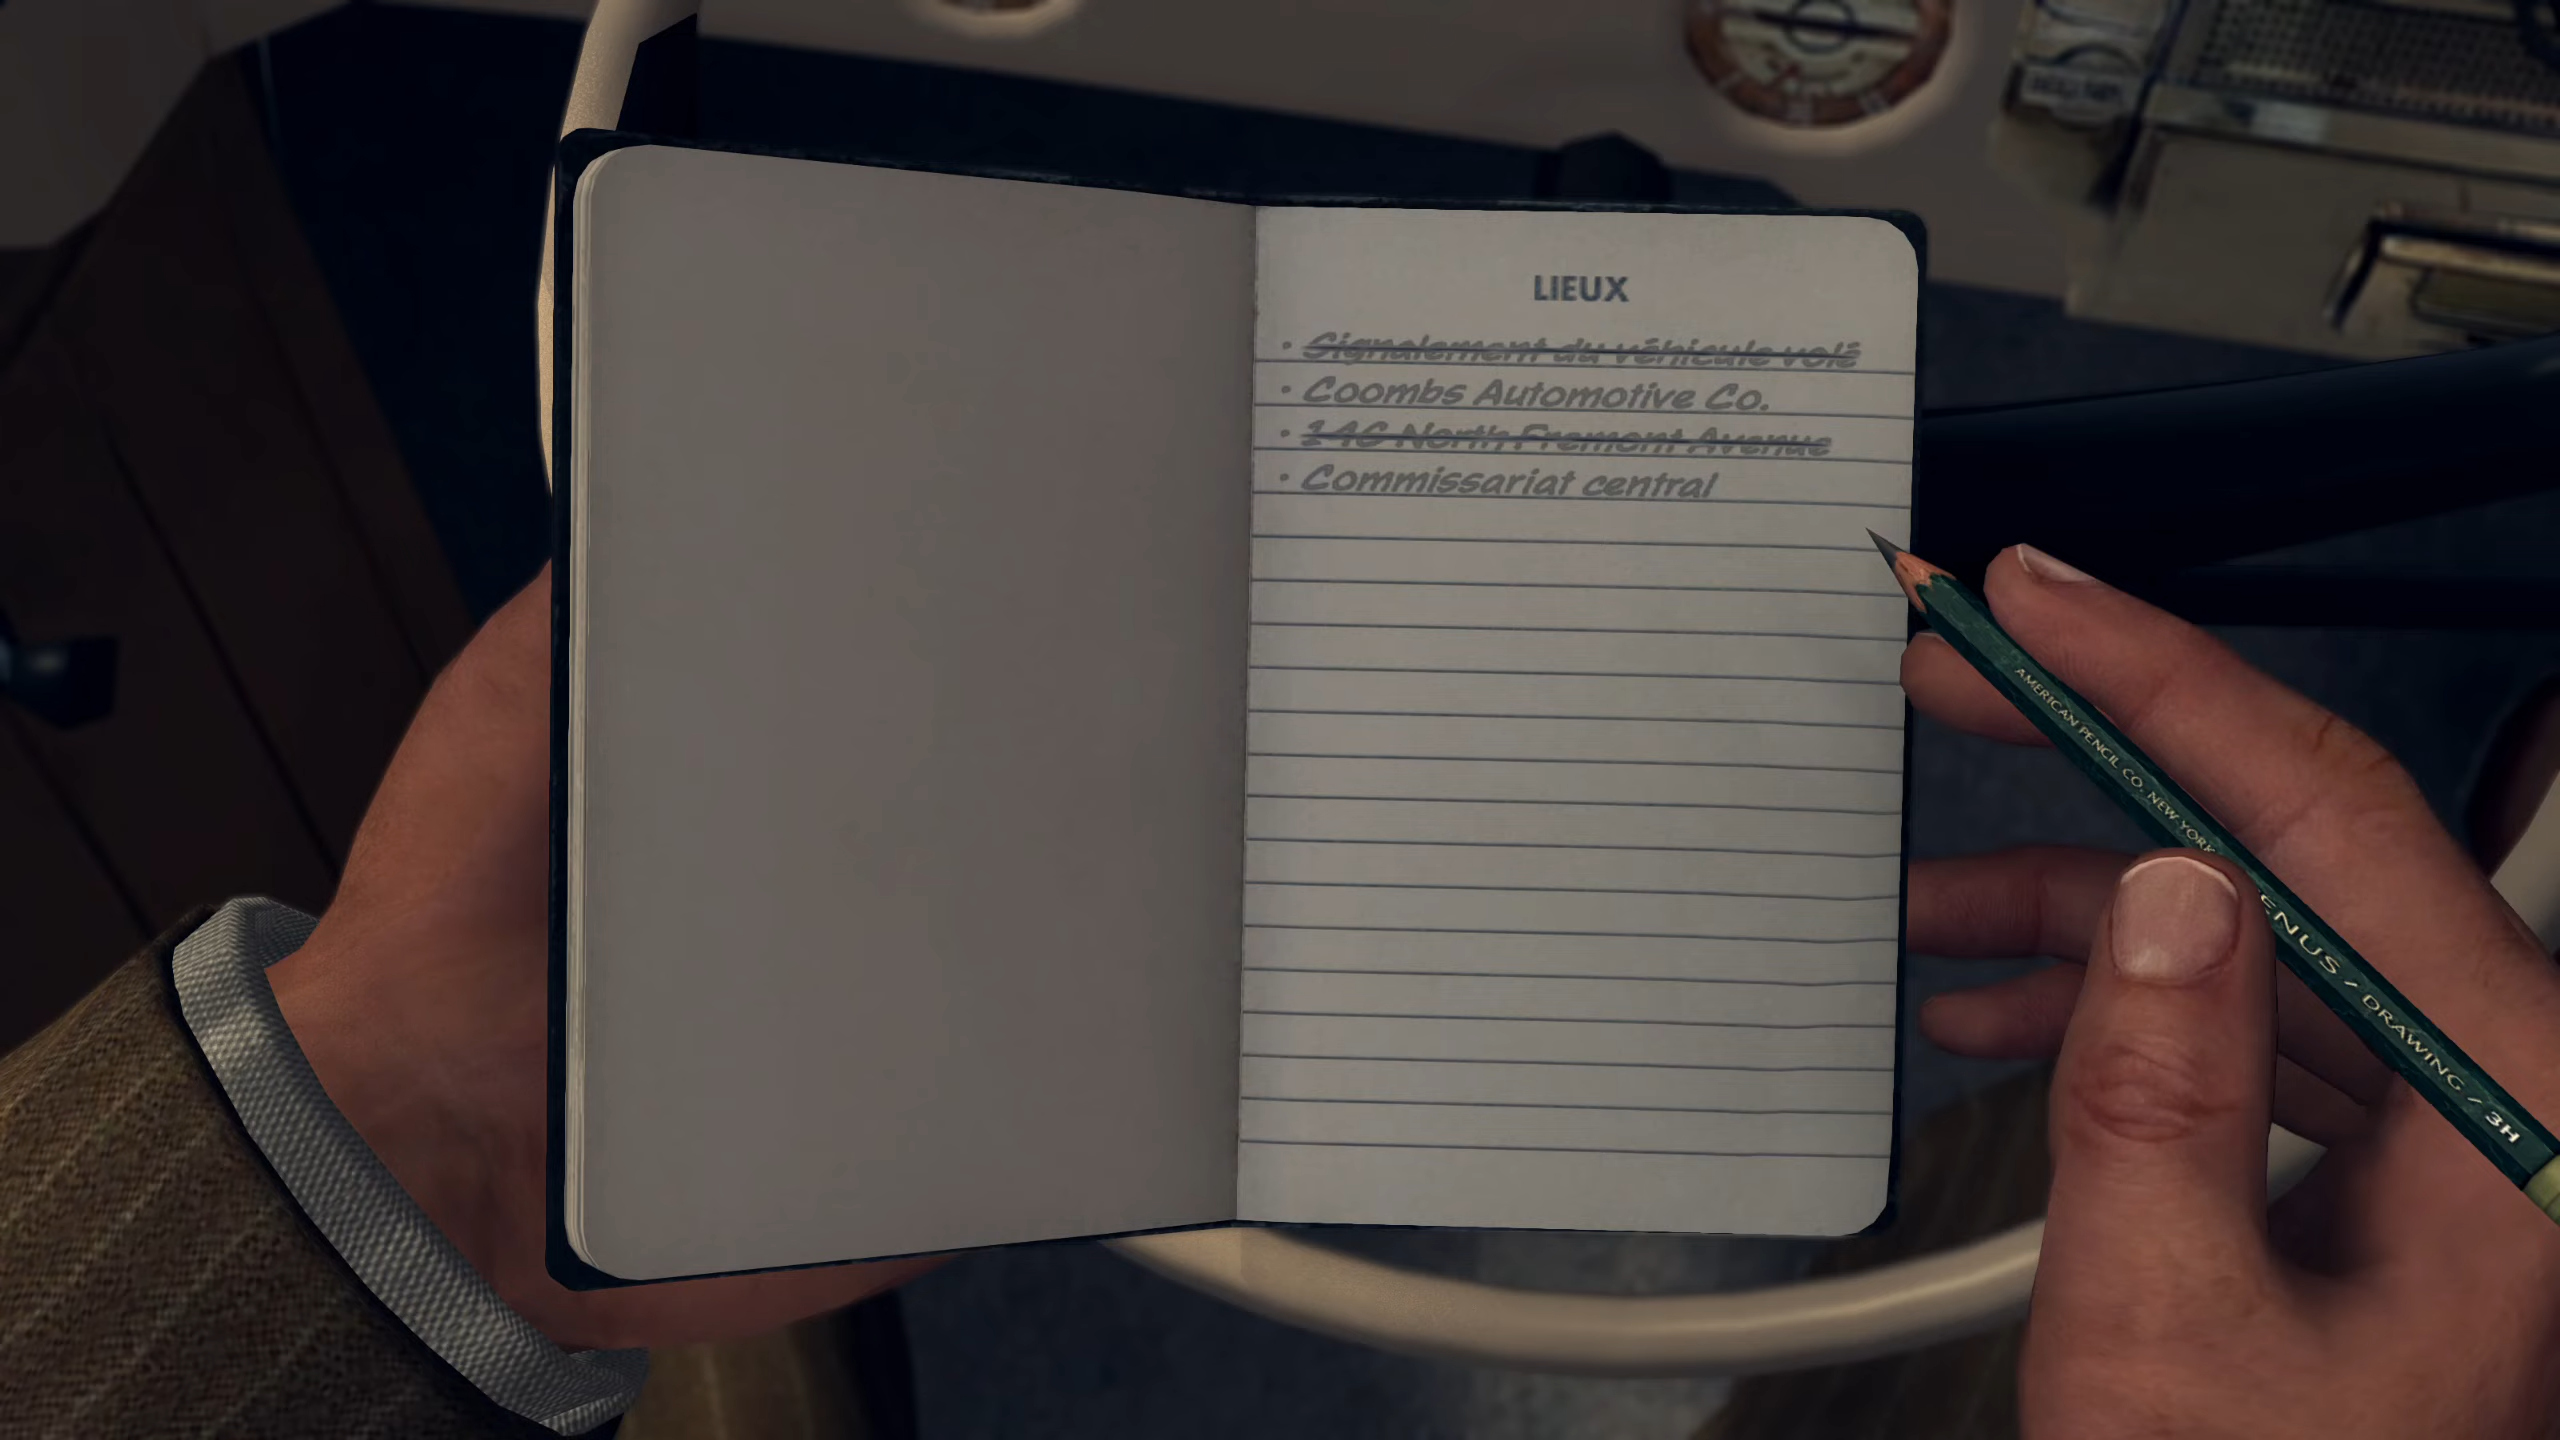 LIEUX
• Signalement du véhicule volé
• Coombs Automotive Co.
• 146 North Fremont Avenue
• Commissariat central
AMERICAN PENCIL CO. NEW YORK
ENUS / DRAWING / 3H